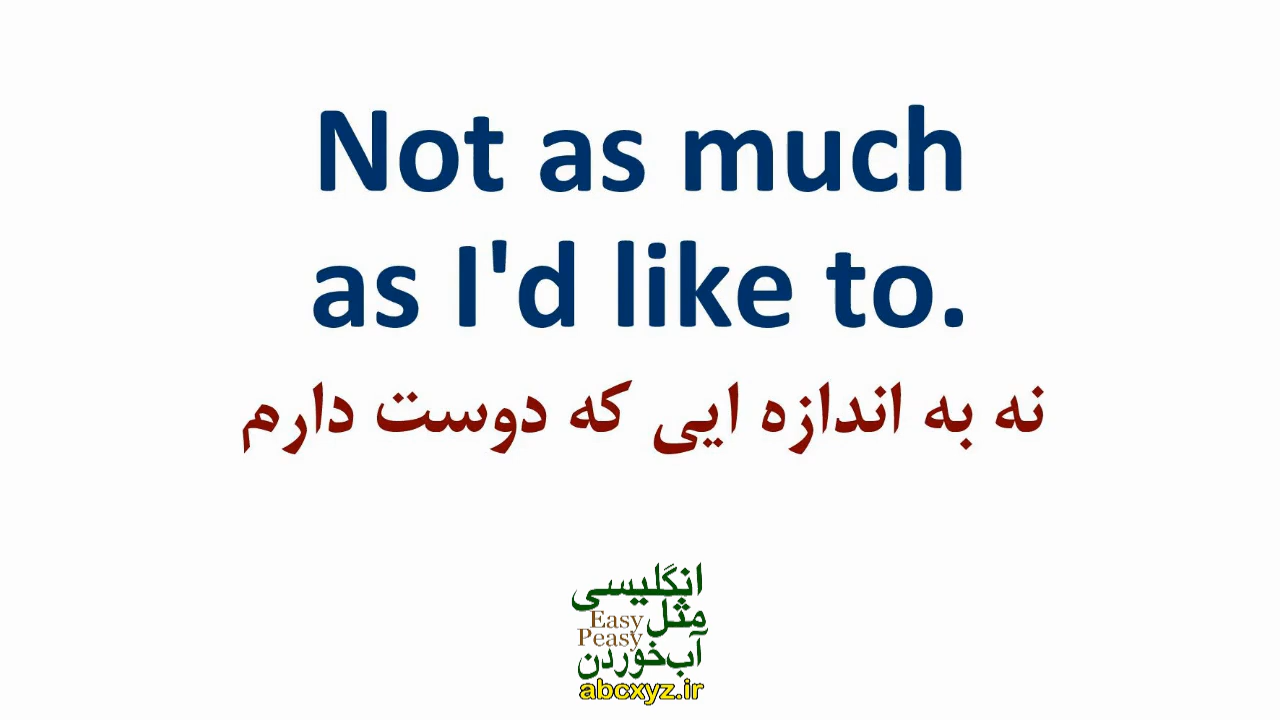 Not as much
as I'd like to.
نه به اندازه ایی که دوست دارم
انگلیسی
مثل
Easy
Peasy
آب‌خوردن
abcxyz.ir